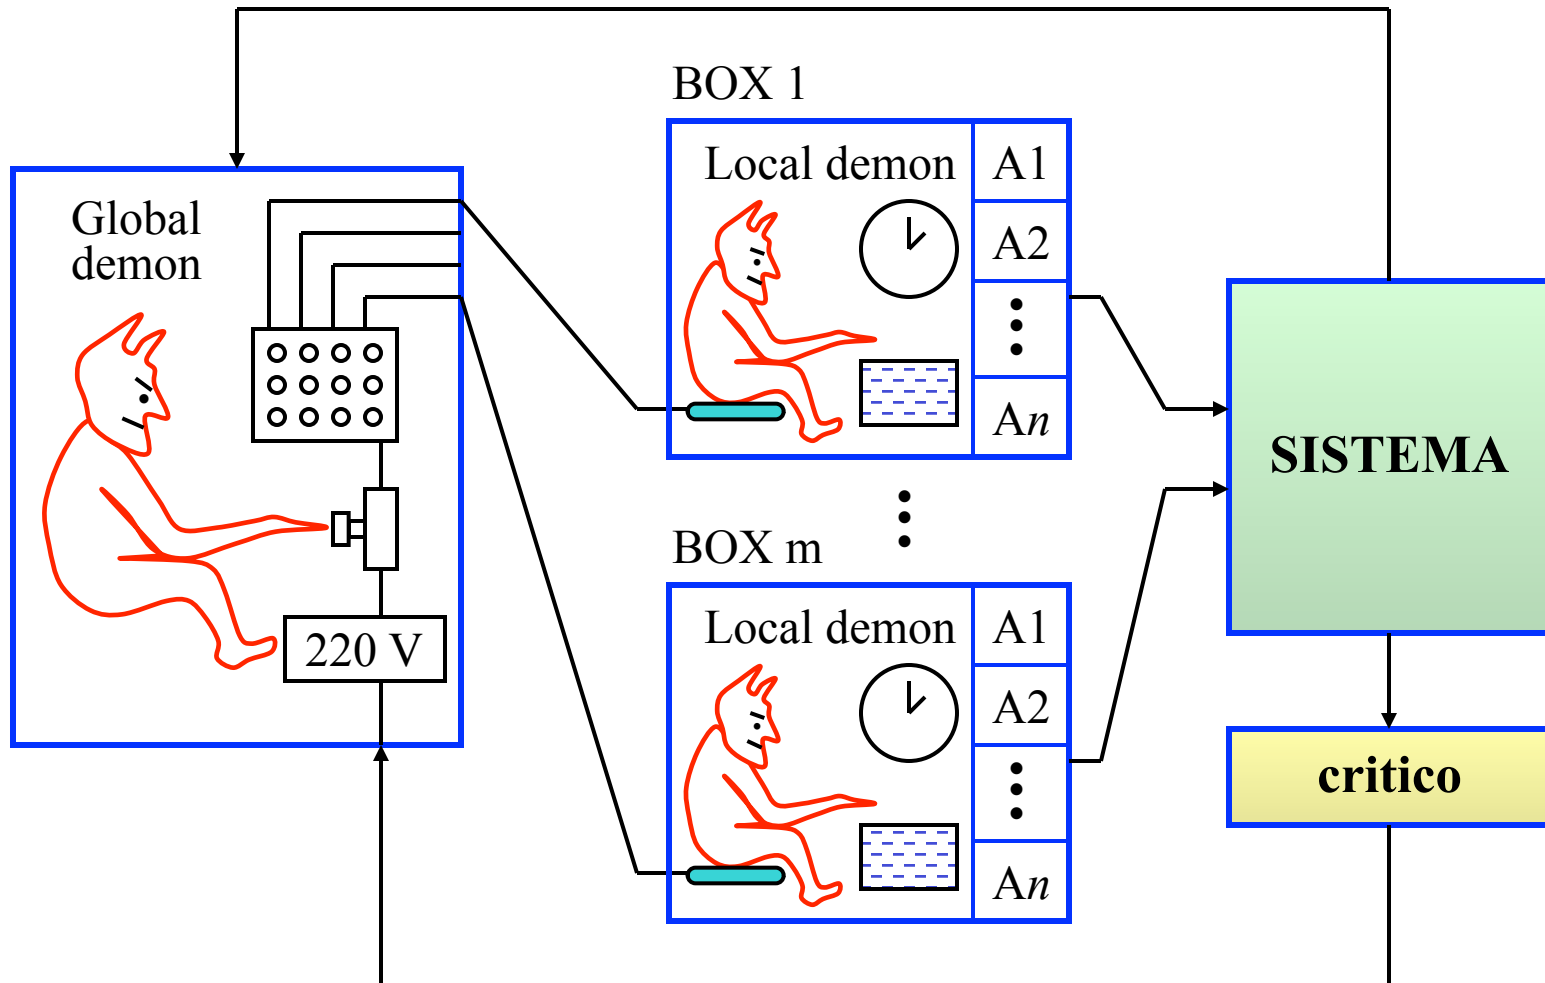 Global
demon
220 V
BOX 1
Local demon
A1
A2
An
BOX m
Local demon
A1
A2
An
SISTEMA
critico